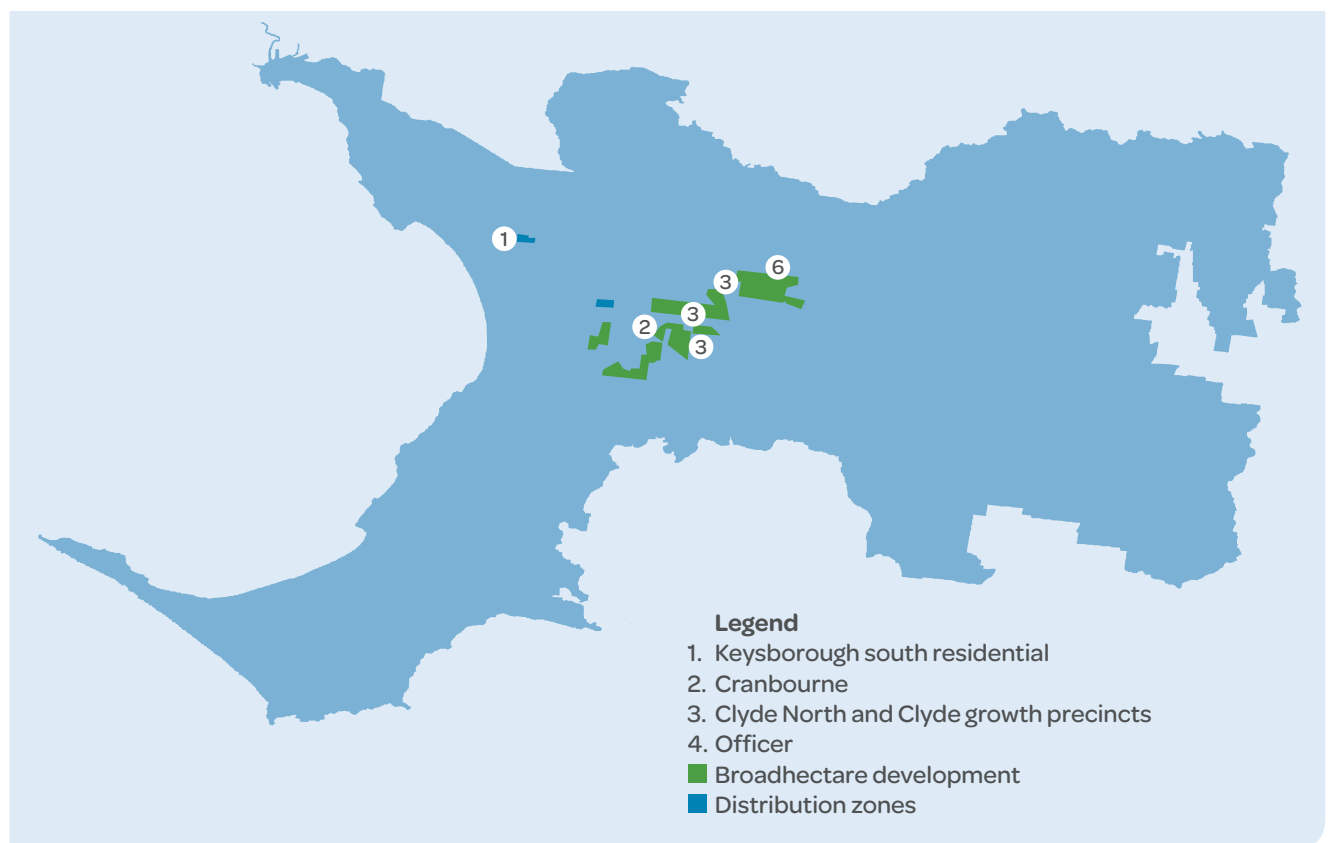 1
6
3
3
2
3
Legend
1. Keysborough south residential
2. Cranbourne
3. Clyde North and Clyde growth precincts
4. Officer
Broadhectare development
Distribution zones